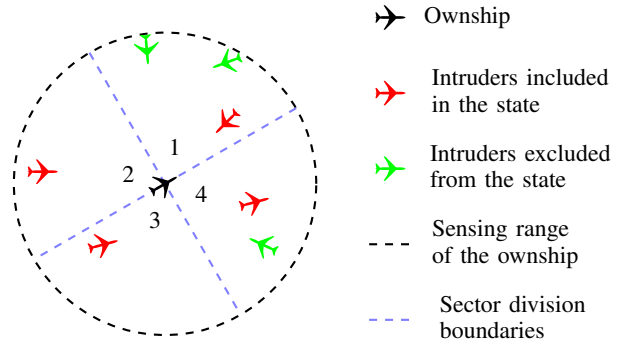 1
2
3
4
Ownship
Intruders included
in the state
Intruders excluded
from the state
Sensing range
of the ownship
Sector division
boundaries